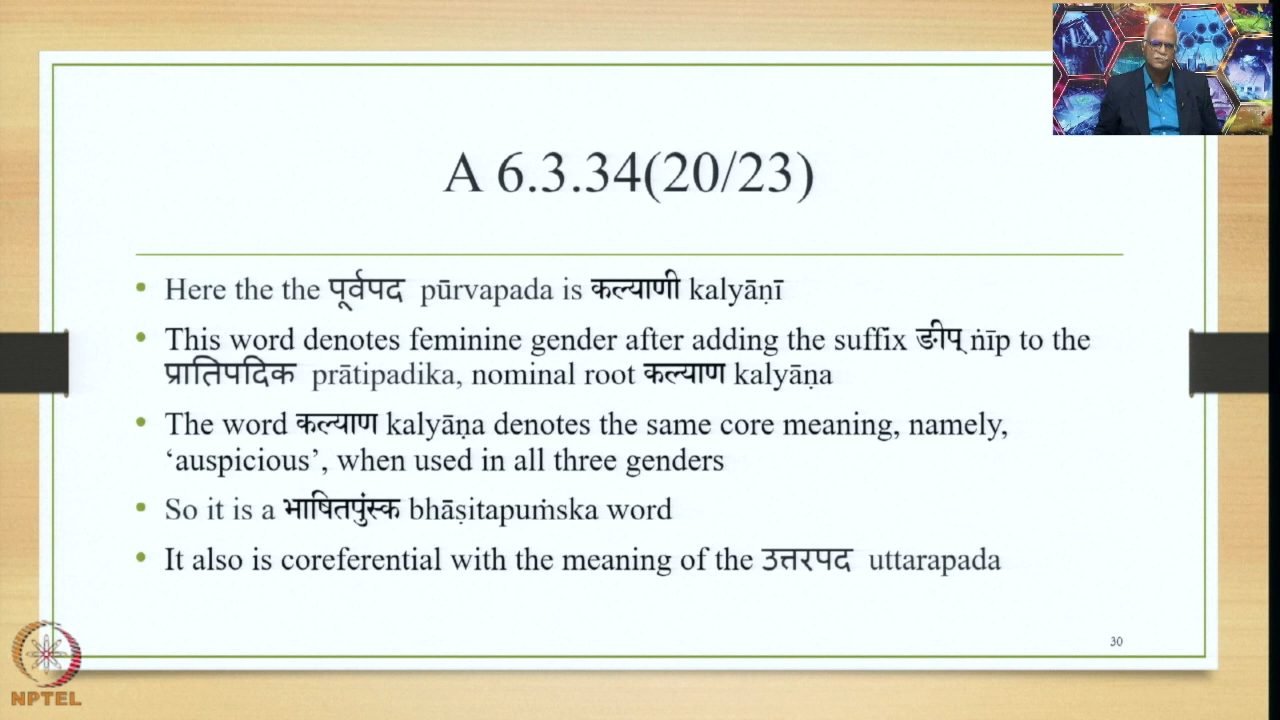 A 6.3.34(20/23)
Here the the पूर्वपद pūrvapada is कल्याणी kalyāṇī
This word denotes feminine gender after adding the suffix ङीप् ṅīp to the
प्रातिपदिक prātipadika, nominal root कल्याण kalyāṇa
The word कल्याण kalyāṇa denotes the same core meaning, namely,
‘auspicious’, when used in all three genders
So it is a भाषितपुंस्क bhāṣitapuṁska word
It also is coreferential with the meaning of the उत्तरपद uttarapada
30
NPTEL